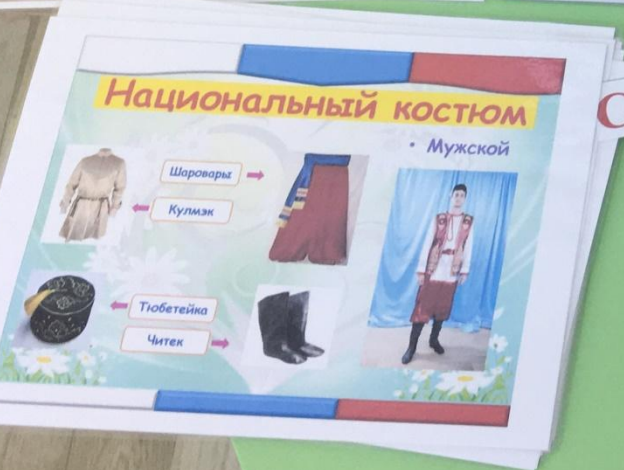 Национальный костюм
• Мужской
Шаровары
Кулмэк
Тюбетейка
Читек
С